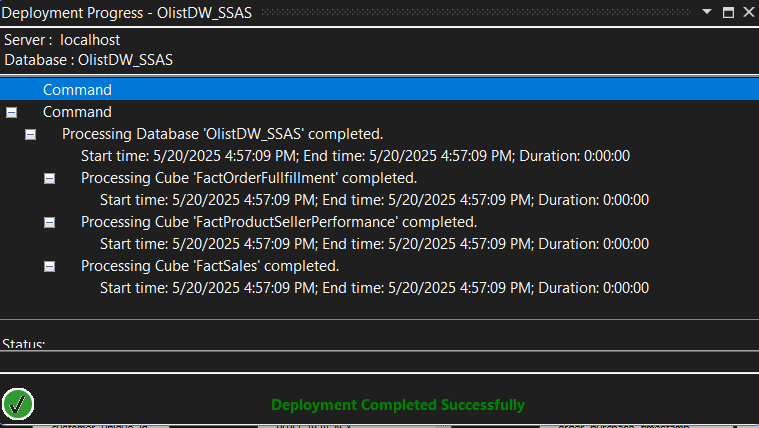 Deployment Progress - OlistDW_SSAS
Server : localhost
Database : OlistDW_SSAS
Command
Command
Processing Database 'OlistDW_SSAS' completed.
Start time: 5/20/2025 4:57:09 PM; End time: 5/20/2025 4:57:09 PM; Duration: 0:00:00
Processing Cube 'FactOrderFullfillment' completed.
Start time: 5/20/2025 4:57:09 PM; End time: 5/20/2025 4:57:09 PM; Duration: 0:00:00
Processing Cube 'FactProductSellerPerformance' completed.
Start time: 5/20/2025 4:57:09 PM; End time: 5/20/2025 4:57:09 PM; Duration: 0:00:00
Processing Cube 'FactSales' completed.
Start time: 5/20/2025 4:57:09 PM; End time: 5/20/2025 4:57:09 PM; Duration: 0:00:00
Status:
Deployment Completed Successfully
customer_unique_id order_purchase_timestamp